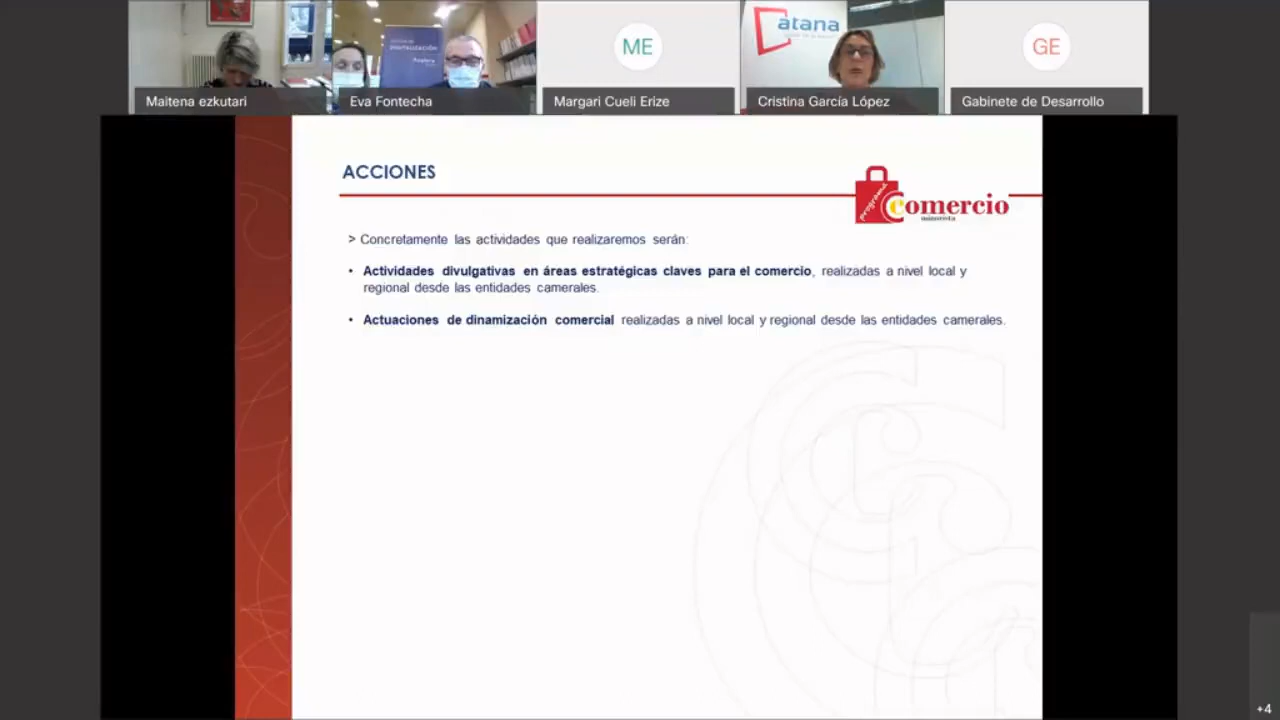 atana
ME
GE
Maitena ezkutari
Eva Fontecha
Margari Cueli Erize
Cristina García López
Gabinete de Desarrollo
ACCIONES
programa
comercio
minorista
> Concretamente las actividades que realizaremos serán:
• Actividades divulgativas en áreas estratégicas claves para el comercio, realizadas a nivel local y
regional desde las entidades camerales.
• Actuaciones de dinamización comercial realizadas a nivel local y regional desde las entidades camerales.
+4